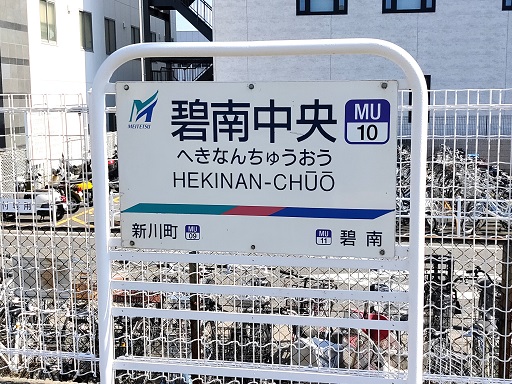 MEITETSU
碧南中央
MU
10
へきなんちゅうおう
HEKINAN-CHŪŌ
新川町 MU 09
MU 11 碧南